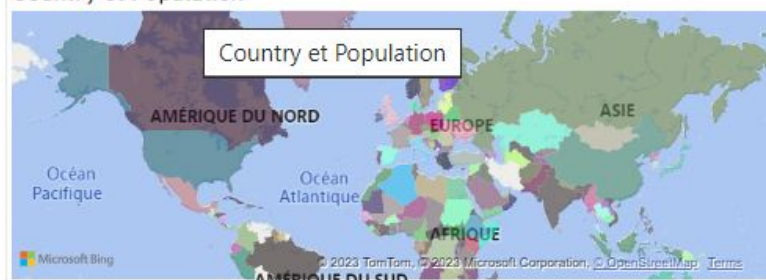 Country et Population
AMÉRIQUE DU NORD
EUROPE
ASIE
Océan
Pacifique
Océan
Atlantique
AFRIQUE
Microsoft Bing
© 2023 TomTom, © 2023 Microsoft Corporation, © OpenStreetMap Terms
AMÉRIQUE DU SUD